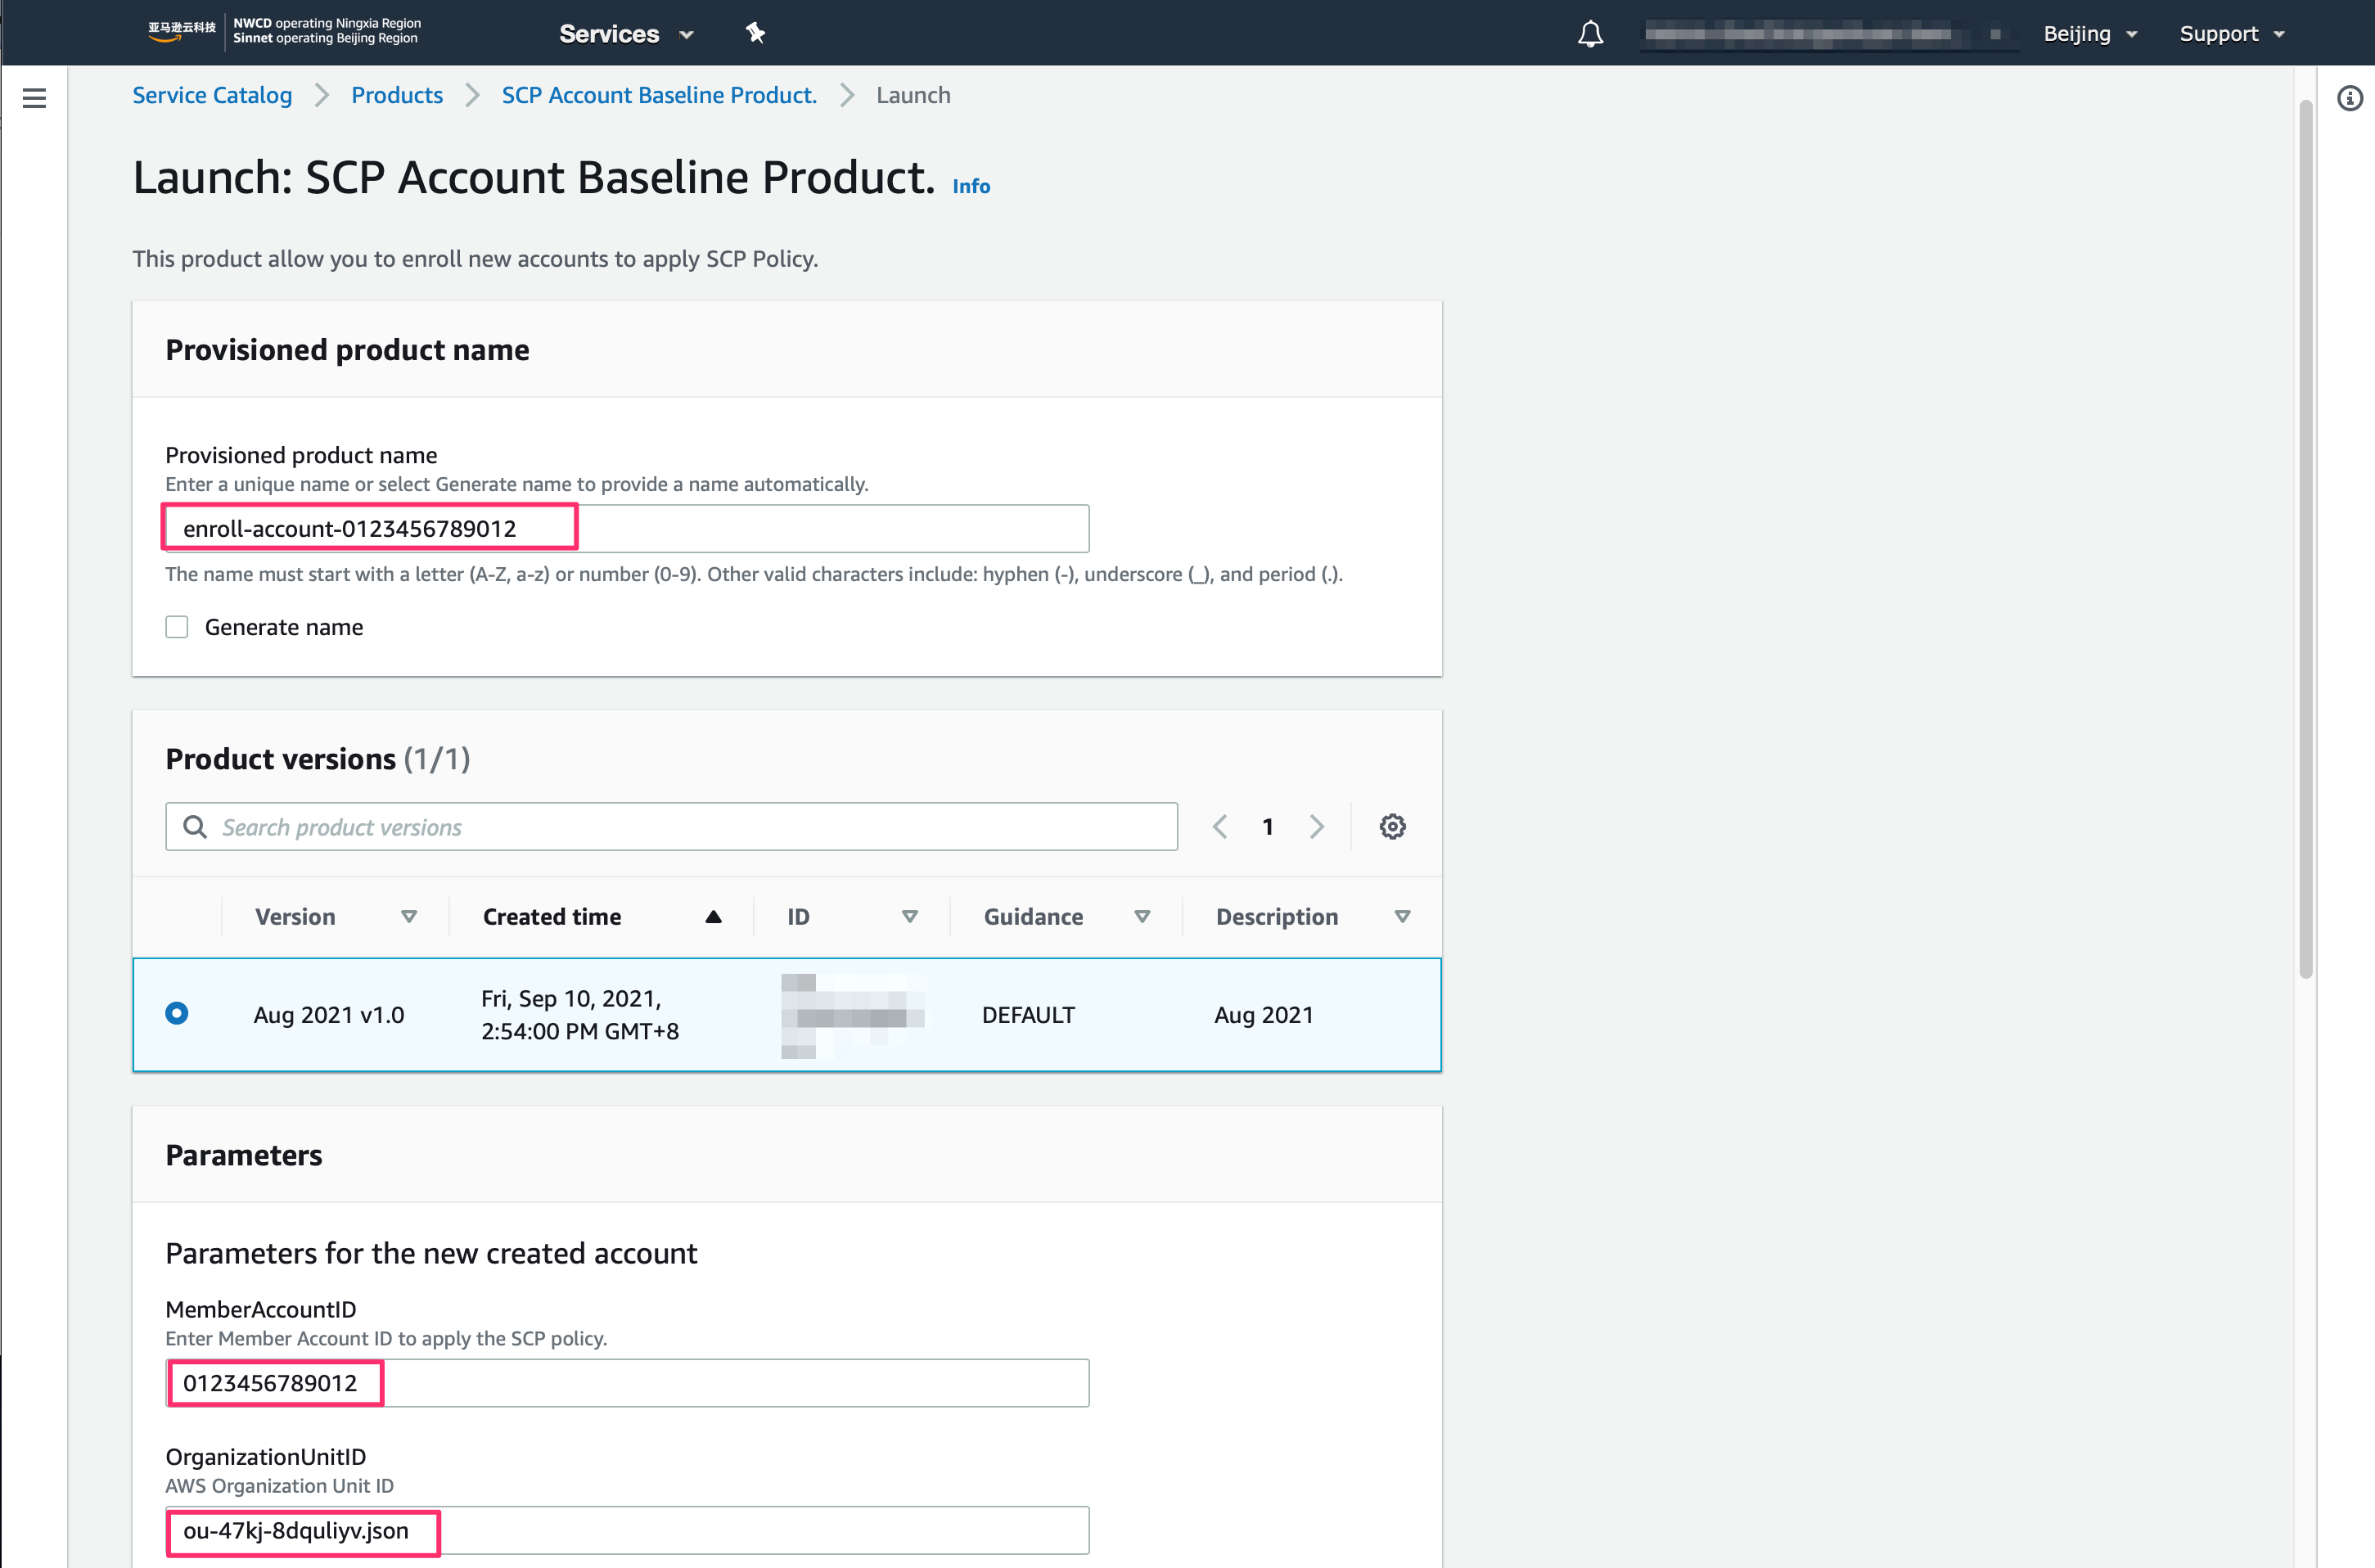 亚马逊云科技
NWCD operating Ningxia Region
Sinnet operating Beijing Region
Services
Beijing
Support
Service Catalog
Products
SCP Account Baseline Product.
Launch
Launch: SCP Account Baseline Product. Info
This product allow you to enroll new accounts to apply SCP Policy.
Provisioned product name
Provisioned product name
Enter a unique name or select Generate name to provide a name automatically.
enroll-account-0123456789012
The name must start with a letter (A-Z, a-z) or number (0-9). Other valid characters include: hyphen (-), underscore (_), and period (.).
Generate name
Product versions (1/1)
Search product versions
1
Version
Created time
ID
Guidance
Description
Aug 2021 v1.0
Fri, Sep 10, 2021,
2:54:00 PM GMT+8
DEFAULT
Aug 2021
Parameters
Parameters for the new created account
MemberAccountID
Enter Member Account ID to apply the SCP policy.
0123456789012
OrganizationUnitID
AWS Organization Unit ID
ou-47kj-8dquliyv.json